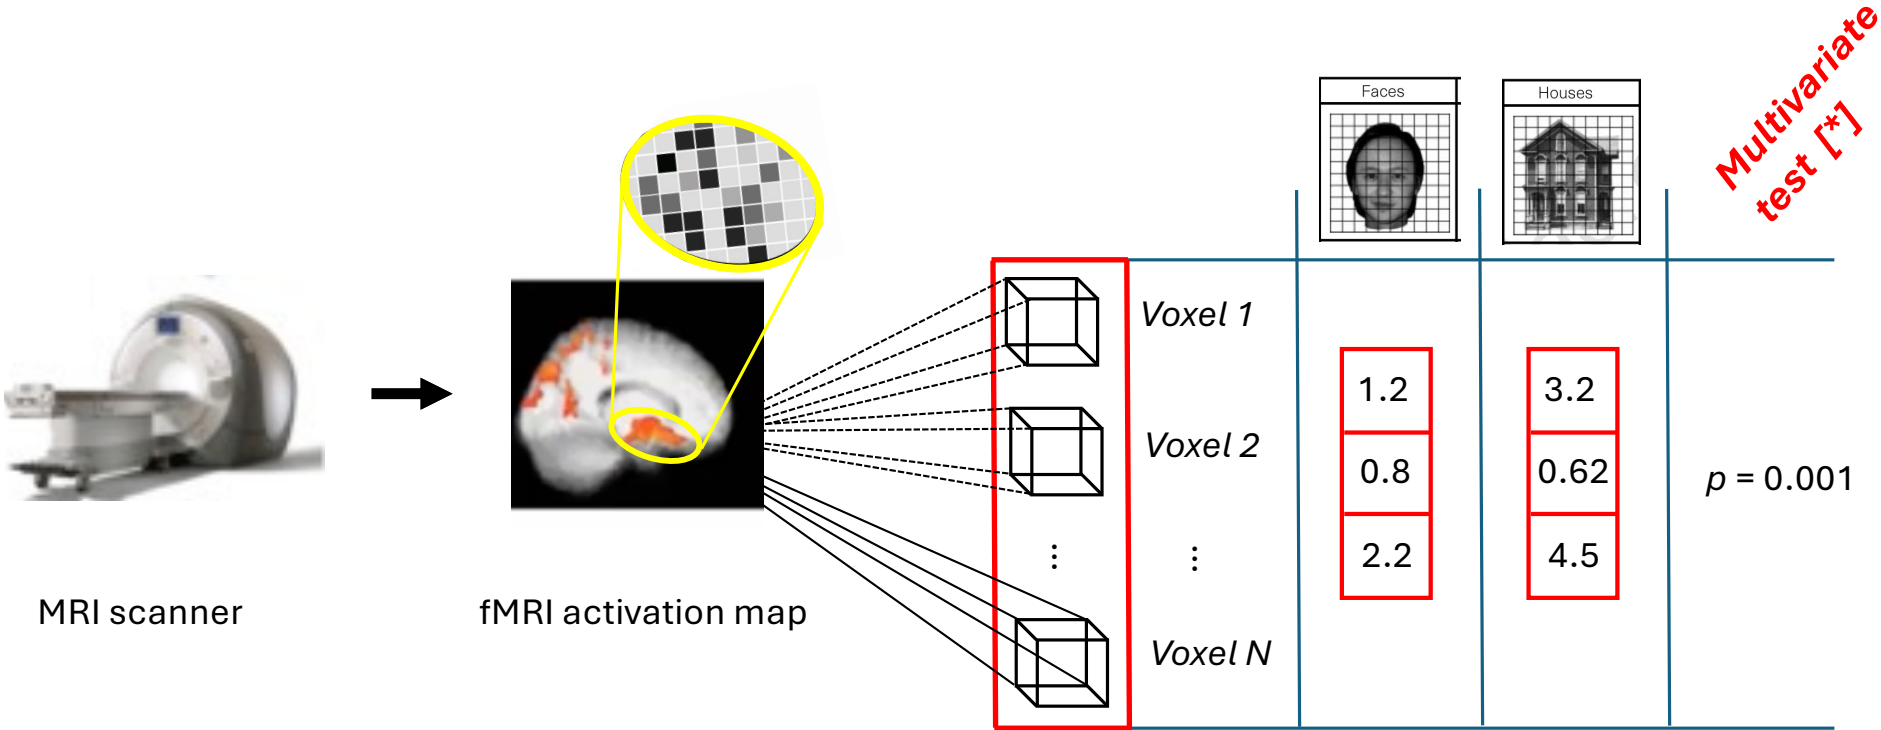 Multivariate
test [*]
Faces
Houses
Voxel 1
1.2
3.2
Voxel 2
0.8
0.62
p = 0.001
⋮
⋮
2.2
4.5
MRI scanner
fMRI activation map
Voxel N